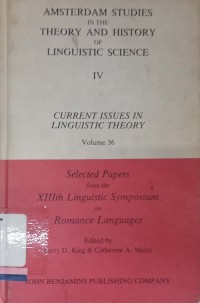 AMSTERDAM STUDIES
IN THE
THEORY AND HISTORY
OF
LINGUISTIC SCIENCE
IV
CURRENT ISSUES IN
LINGUISTIC THEORY
Volume 36
Selected Papers
from the
XIIIth Linguistic Symposium
on
Romance Languages
Edited by
Larry D. King & Catherine A. Maley
JOHN BENJAMINS PUBLISHING COMPANY